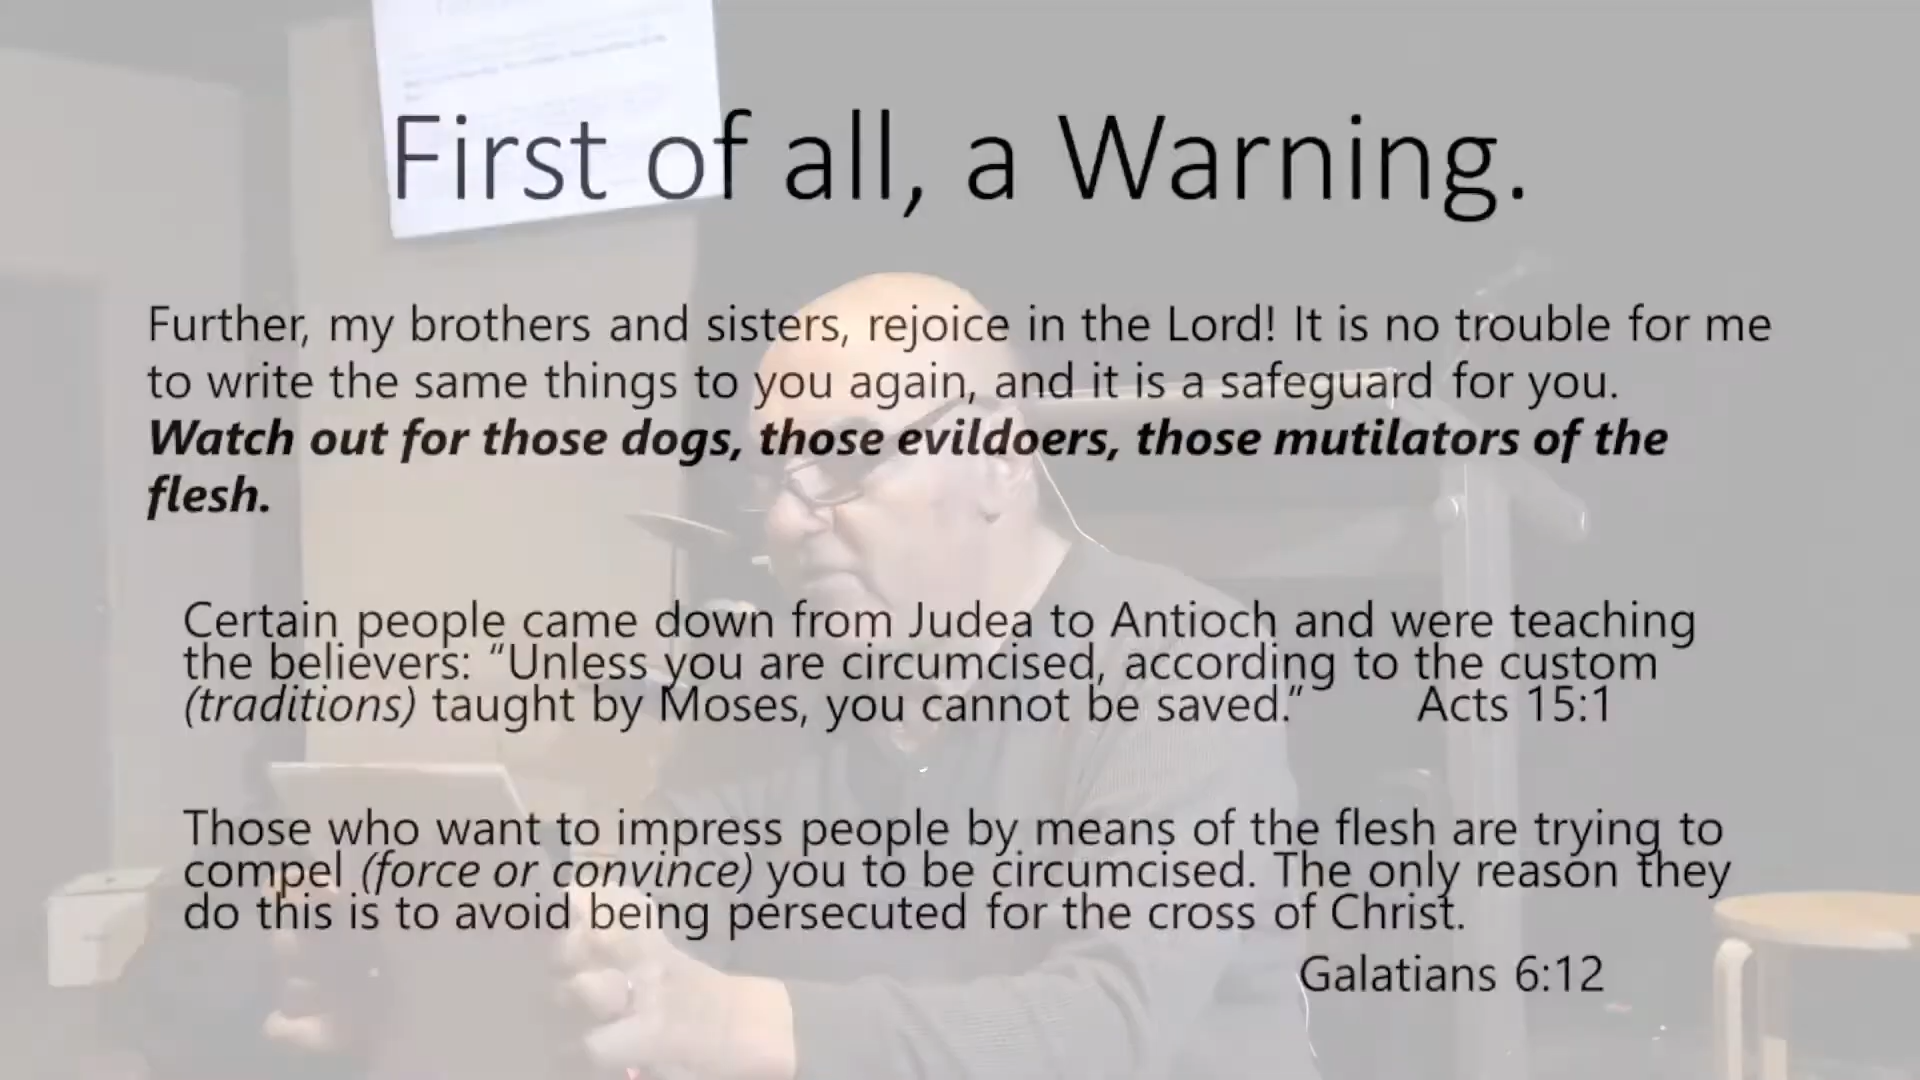 First of all, a Warning.
Further, my brothers and sisters, rejoice in the Lord! It is no trouble for me
to write the same things to you again, and it is a safeguard for you.
Watch out for those dogs, those evildoers, those mutilators of the
flesh.
Certain people came down from Judea to Antioch and were teaching
the believers: “Unless you are circumcised, according to the custom
(traditions) taught by Moses, you cannot be saved.” Acts 15:1
Those who want to impress people by means of the flesh are trying to
compel (force or convince) you to be circumcised. The only reason they
do this is to avoid being persecuted for the cross of Christ.
Galatians 6:12